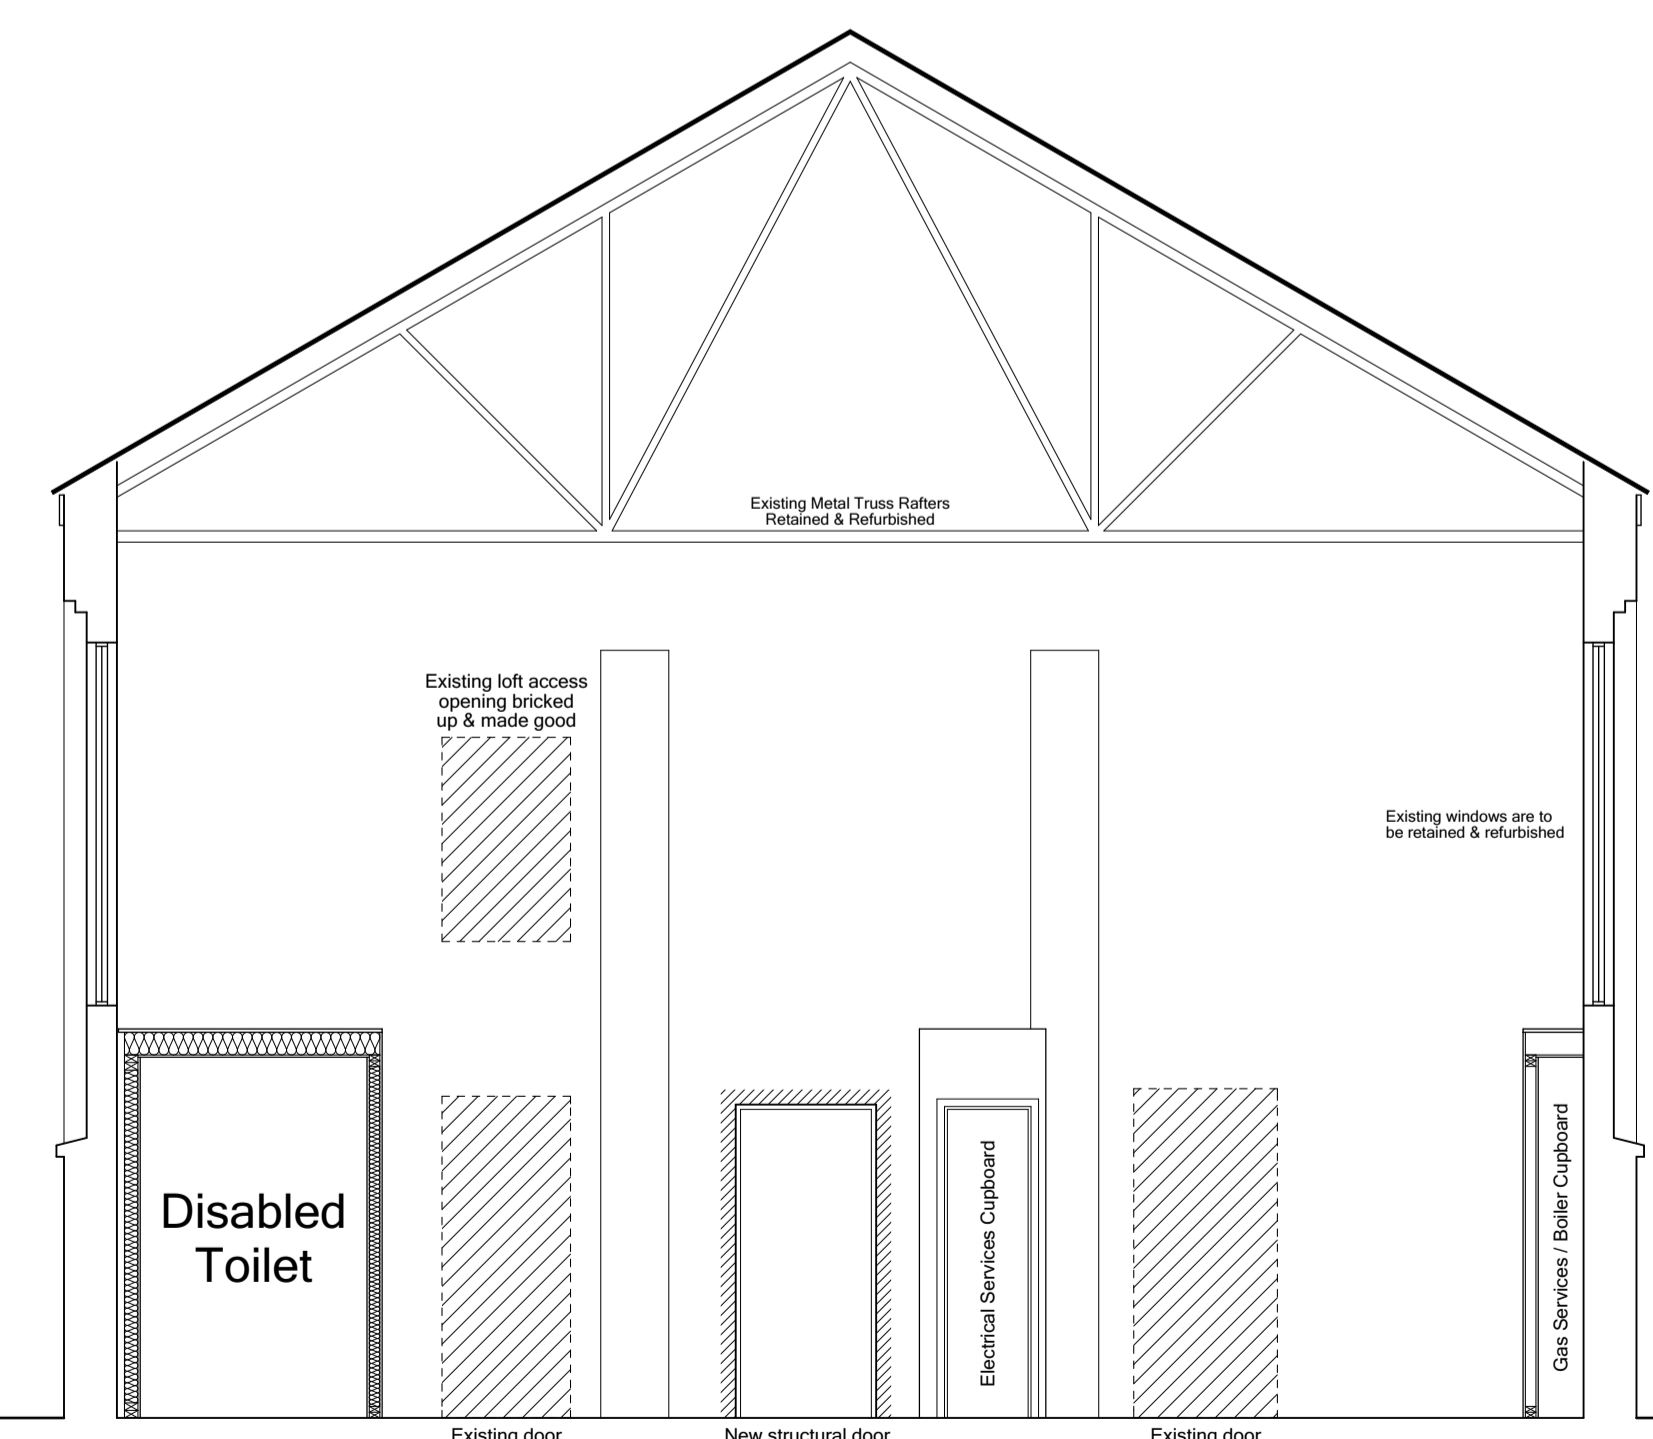 Existing Metal Truss Rafters
Retained & Refurbished
Existing loft access
opening bricked
up & made good
Existing windows are to
be retained & refurbished
Disabled
Toilet
Electrical Services Cupboard
Gas Services / Boiler Cupboard
Existing door
New structural door
Existing door